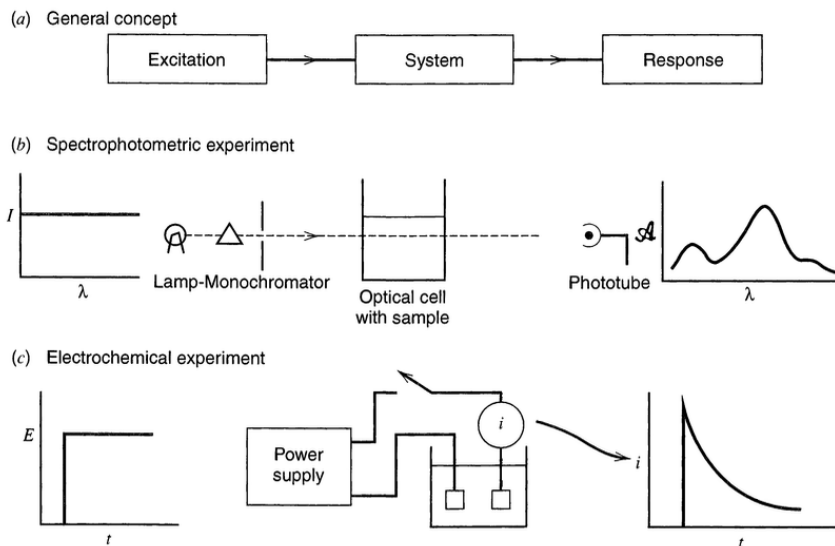 (a) General concept
Excitation
System
Response
(b) Spectrophotometric experiment
I
λ
Lamp-Monochromator
Optical cell
with sample
Phototube
𝒜
λ
(c) Electrochemical experiment
E
t
Power
supply
i
i
t